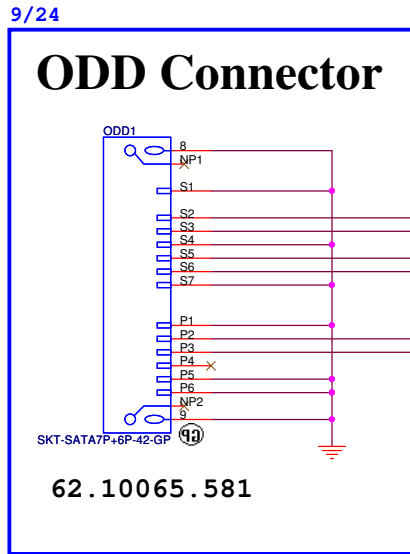 9/24
ODD Connector
ODD1
8
NP1
S1
S2
S3
S4
S5
S6
S7
P1
P2
P3
P4
P5
P6
NP2
9
SKT-SATA7P+6P-42-GP
GP
62.10065.581